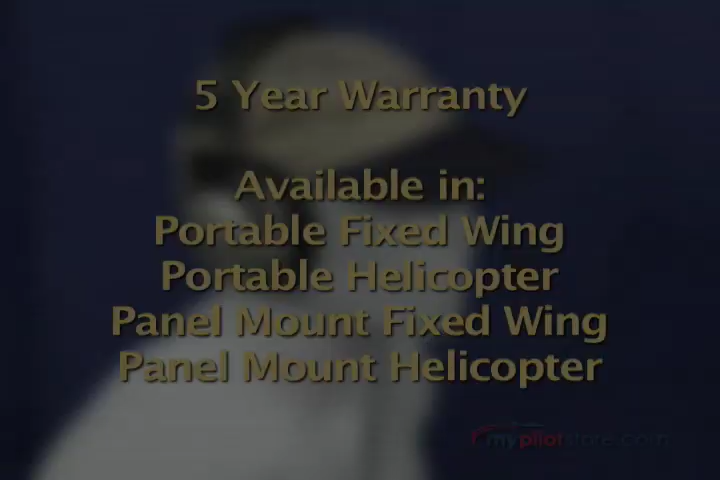 5 Year Warranty
Available in:
Portable Fixed Wing
Portable Helicopter
Panel Mount Fixed Wing
Panel Mount Helicopter
mypilotstore.com